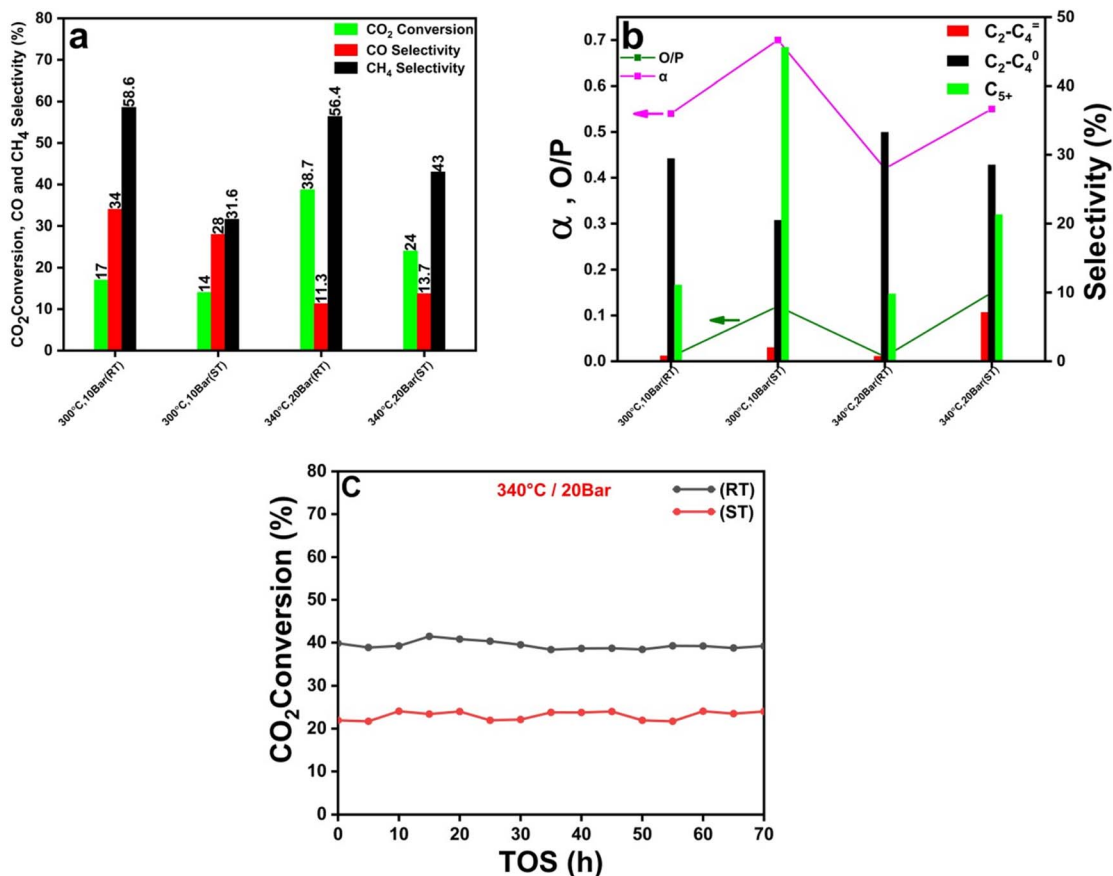 a
CO₂ Conversion
CO Selectivity
CH₄ Selectivity
CO₂Conversion, CO and CH₄ Selectivity (%)
80
70
60
50
40
30
20
10
0
17
34
58.6
14
28
31.6
38.7
11.3
56.4
24
13.7
43
300°C,10Bar(RT)
300°C,10Bar(ST)
340°C,20Bar(RT)
340°C,20Bar(ST)
b
O/P
α
C₂-C₄⁼
C₂-C₄⁰
C₅₊
α , O/P
0.7
0.6
0.5
0.4
0.3
0.2
0.1
0.0
50
40
30
20
10
0
Selectivity (%)
300°C,10Bar(RT)
300°C,10Bar(ST)
340°C,20Bar(RT)
340°C,20Bar(ST)
C
340°C / 20Bar
(RT)
(ST)
CO₂Conversion (%)
80
70
60
50
40
30
20
10
0
0 10 20 30 40 50 60 70
TOS (h)